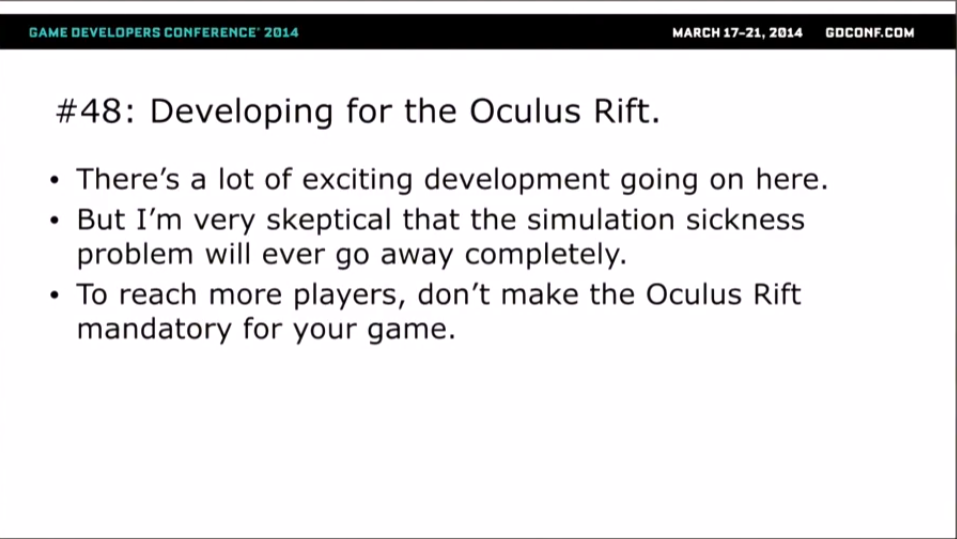 GAME DEVELOPERS CONFERENCE® 2014
MARCH 17-21, 2014 GDCONF.COM
#48: Developing for the Oculus Rift.
• There’s a lot of exciting development going on here.
• But I’m very skeptical that the simulation sickness
problem will ever go away completely.
• To reach more players, don’t make the Oculus Rift
mandatory for your game.